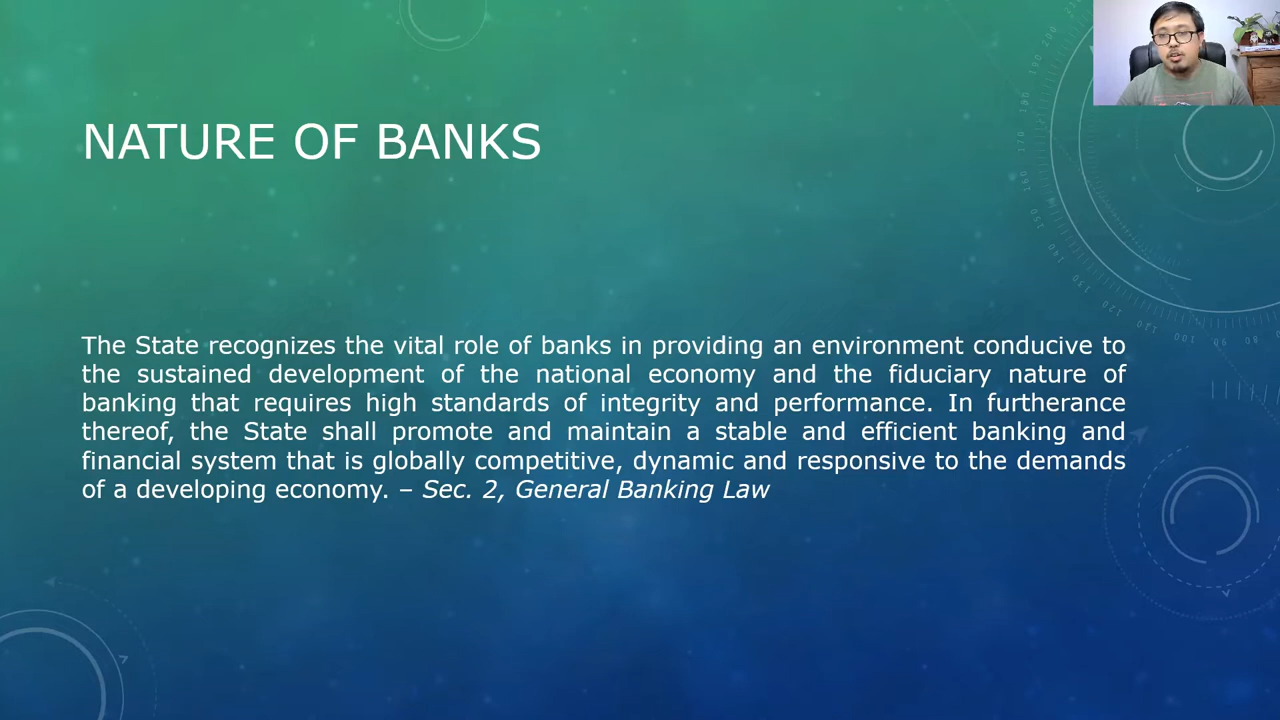 NATURE OF BANKS
The State recognizes the vital role of banks in providing an environment conducive to
the sustained development of the national economy and the fiduciary nature of
banking that requires high standards of integrity and performance. In furtherance
thereof, the State shall promote and maintain a stable and efficient banking and
financial system that is globally competitive, dynamic and responsive to the demands
of a developing economy. – Sec. 2, General Banking Law